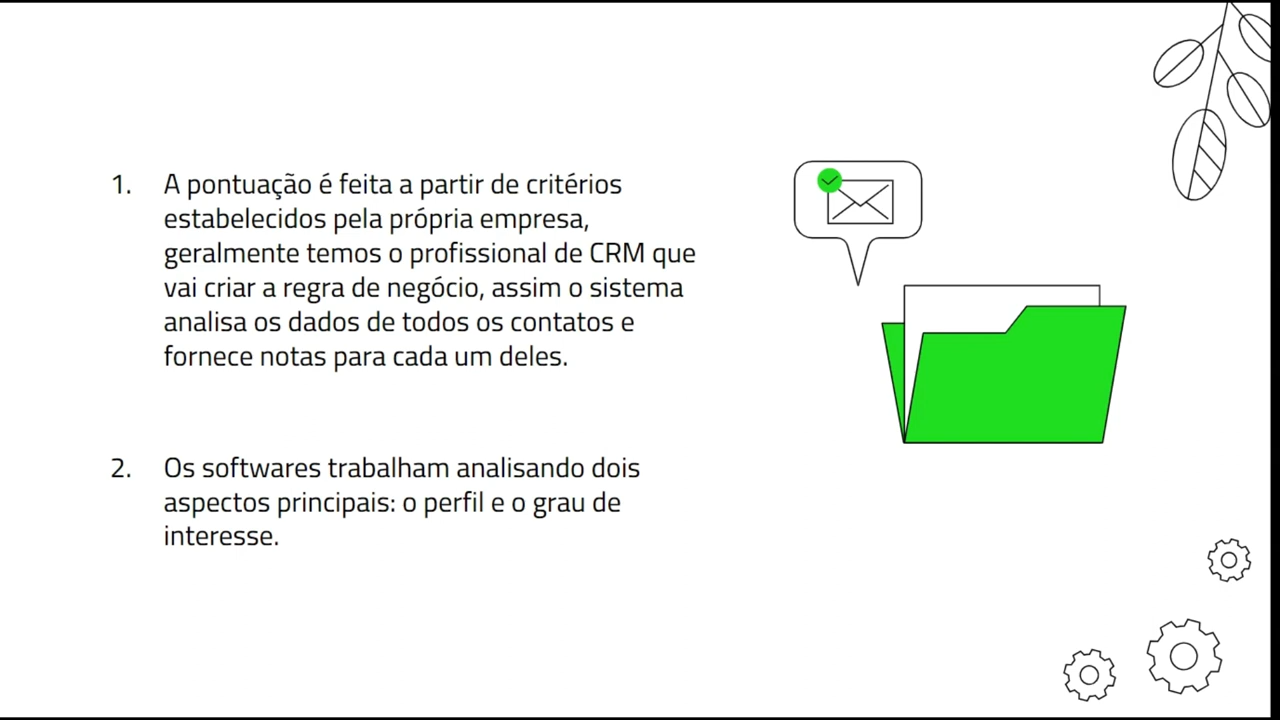 1. A pontuação é feita a partir de critérios
estabelecidos pela própria empresa,
geralmente temos o profissional de CRM que
vai criar a regra de negócio, assim o sistema
analisa os dados de todos os contatos e
fornece notas para cada um deles.
2. Os softwares trabalham analisando dois
aspectos principais: o perfil e o grau de
interesse.